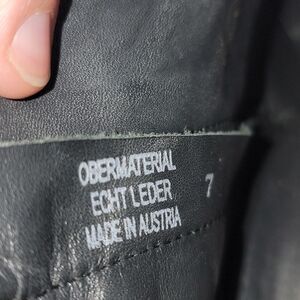 OBERMATERIAL
ECHT LEDER 7
MADE IN AUSTRIA